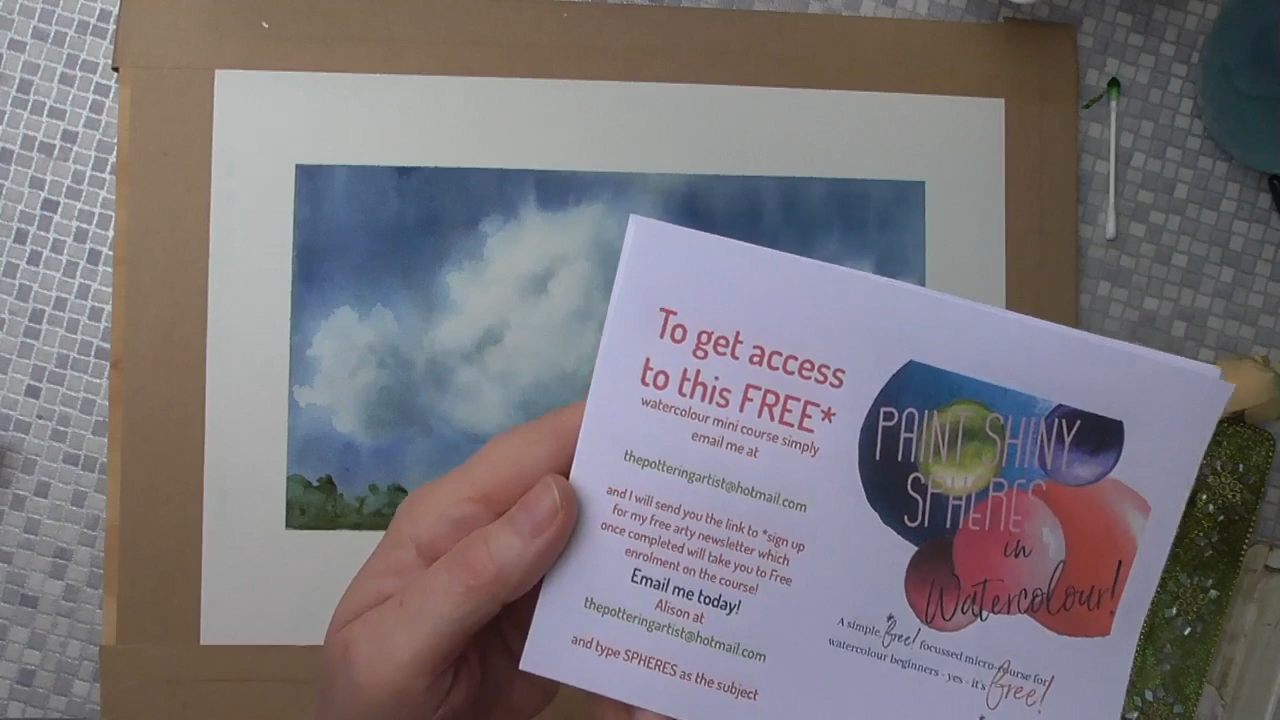 To get access
to this FREE*
watercolour mini course simply
email me at
thepotteringartist@hotmail.com
and I will send you the link to *sign up
for my free arty newsletter which
once completed will take you to Free
enrolment on the course!
Email me today!
Alison at
thepotteringartist@hotmail.com
and type SPHERES as the subject
PAINT SHINY
SPHERES
in
Watercolour!
A simple, free! focussed micro-course for
watercolour beginners - yes - it's free!